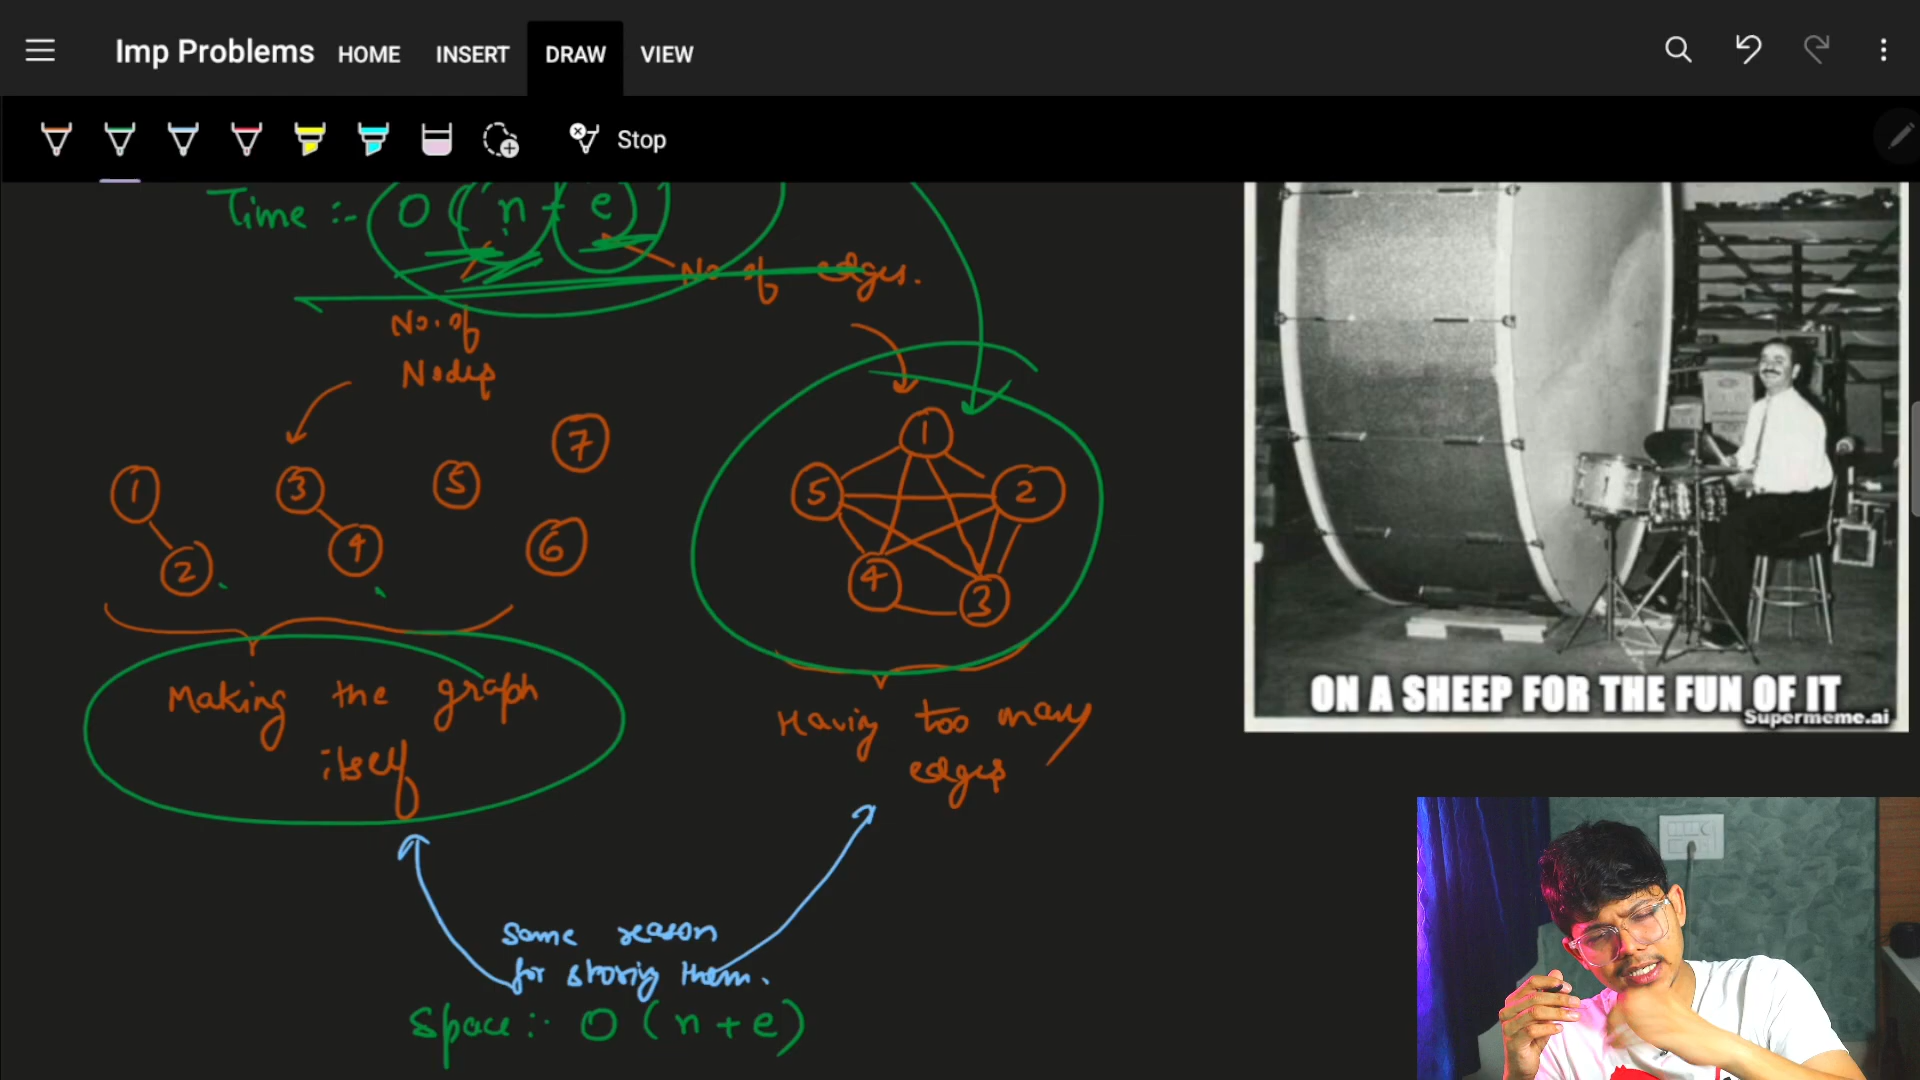 Imp Problems HOME INSERT DRAW VIEW
Stop
Time :- O(n + e)
No. of edges.
No. of
Nodes
1 2 3 4 5 6 7
1 2 3 4 5
Making the graph
itself
Having too many
edges
Same reason
for storing them.
Space :- O(n+e)
ON A SHEEP FOR THE FUN OF IT
Supermeme.ai